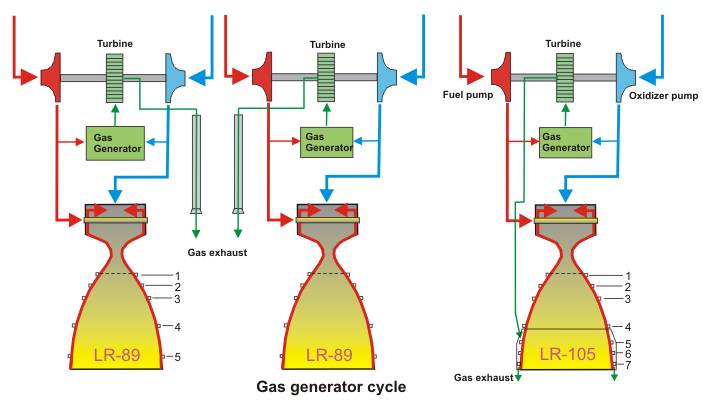 Turbine
Turbine
Turbine
Fuel pump
Oxidizer pump
Gas
Generator
Gas
Generator
Gas
Generator
Gas exhaust
1
2
3
4
5
LR-89
LR-89
1
2
3
4
5
6
7
LR-105
Gas exhaust
Gas generator cycle